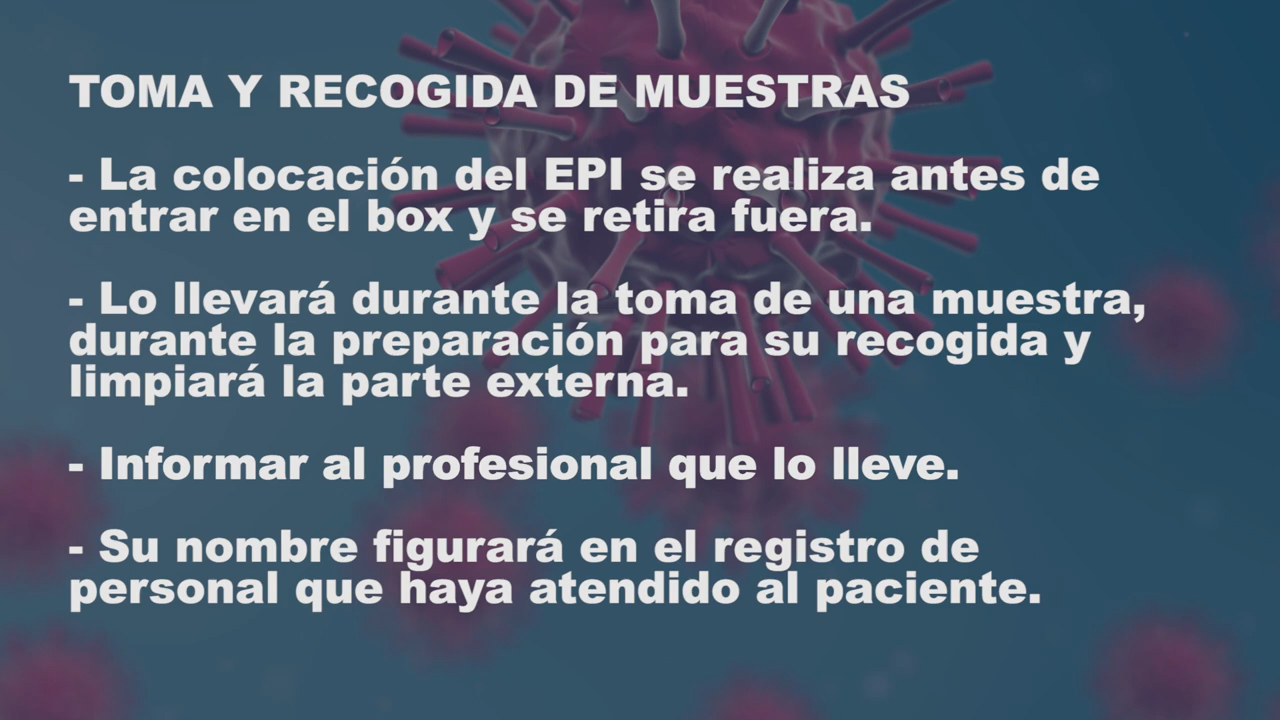 TOMA Y RECOGIDA DE MUESTRAS
- La colocación del EPI se realiza antes de
entrar en el box y se retira fuera.
- Lo llevará durante la toma de una muestra,
durante la preparación para su recogida y
limpiará la parte externa.
- Informar al profesional que lo lleve.
- Su nombre figurará en el registro de
personal que haya atendido al paciente.